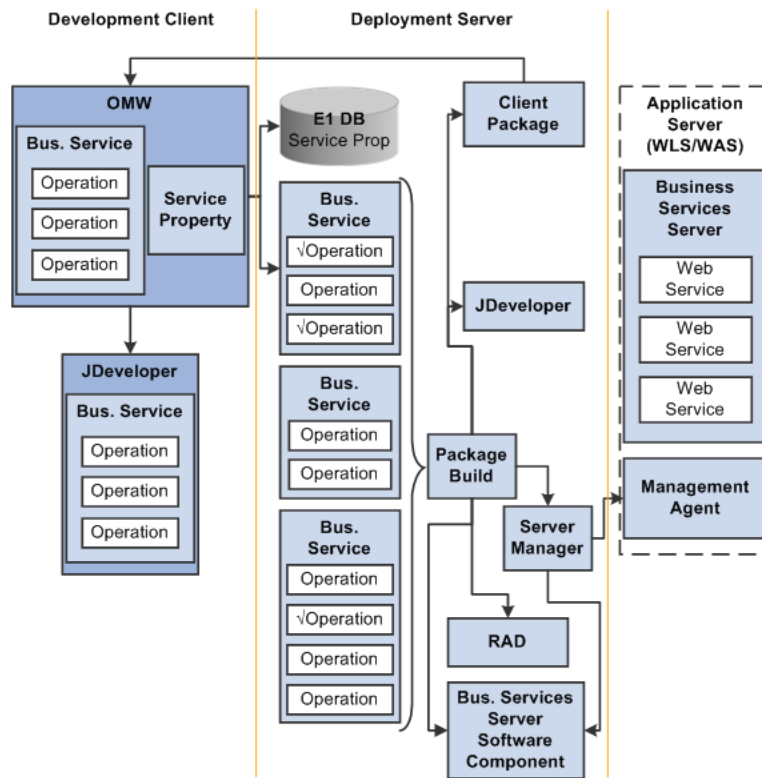 Development Client
Deployment Server
OMW
Bus. Service
Operation
Operation
Operation
Service
Property
JDeveloper
Bus. Service
Operation
Operation
Operation
E1 DB
Service Prop
Bus.
Service
√Operation
Operation
√Operation
Bus.
Service
Operation
Operation
Bus.
Service
Operation
√Operation
Operation
Operation
Client
Package
JDeveloper
Package
Build
Server
Manager
RAD
Bus. Services
Server
Software
Component
Application
Server
(WLS/WAS)
Business
Services
Server
Web
Service
Web
Service
Web
Service
Management
Agent